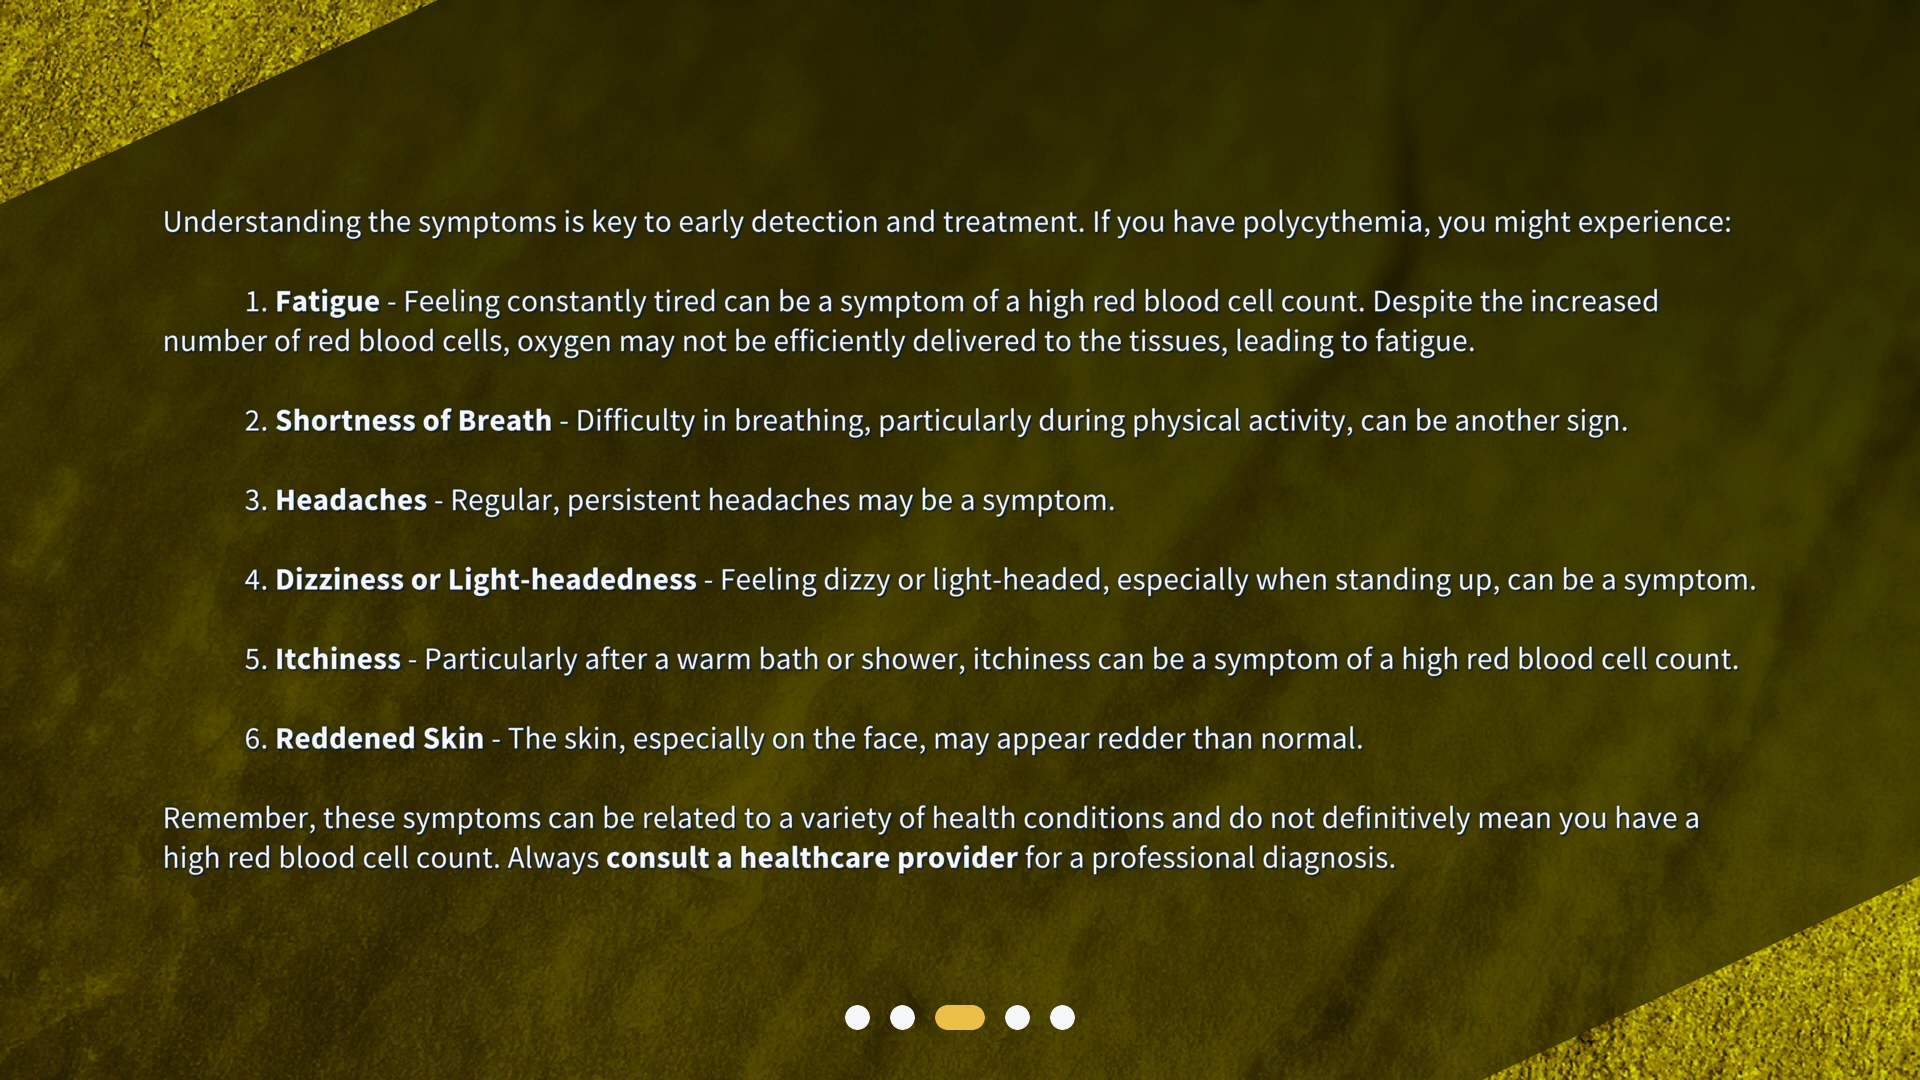 Understanding the symptoms is key to early detection and treatment. If you have polycythemia, you might experience:
1. Fatigue - Feeling constantly tired can be a symptom of a high red blood cell count. Despite the increased
number of red blood cells, oxygen may not be efficiently delivered to the tissues, leading to fatigue.
2. Shortness of Breath - Difficulty in breathing, particularly during physical activity, can be another sign.
3. Headaches - Regular, persistent headaches may be a symptom.
4. Dizziness or Light-headedness - Feeling dizzy or light-headed, especially when standing up, can be a symptom.
5. Itchiness - Particularly after a warm bath or shower, itchiness can be a symptom of a high red blood cell count.
6. Reddened Skin - The skin, especially on the face, may appear redder than normal.
Remember, these symptoms can be related to a variety of health conditions and do not definitively mean you have a
high red blood cell count. Always consult a healthcare provider for a professional diagnosis.